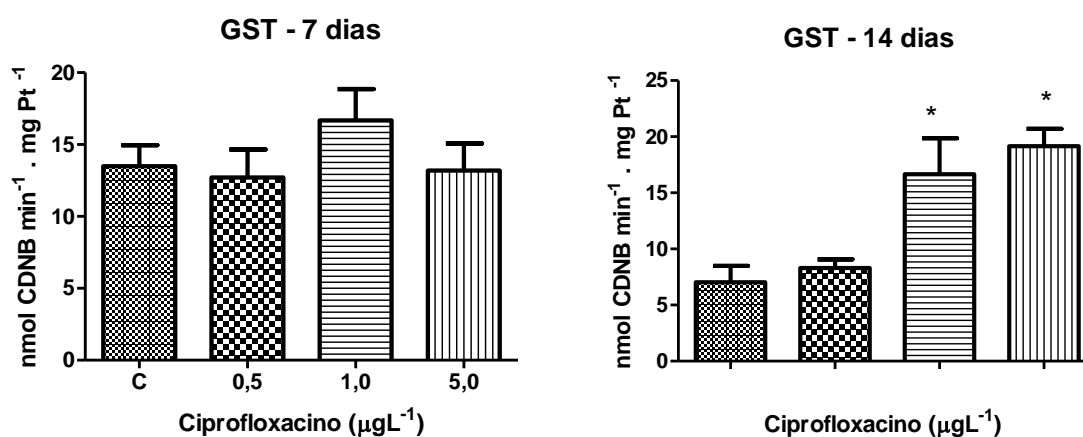 GST - 7 dias
nmol CDNB min⁻¹ . mg Pt ⁻¹
20
15
10
5
0
C 0,5 1,0 5,0
Ciprofloxacino (µgL⁻¹)
GST - 14 dias
nmol CDNB min⁻¹ . mg Pt ⁻¹
25
20
15
10
5
0
* *
Ciprofloxacino (µgL⁻¹)